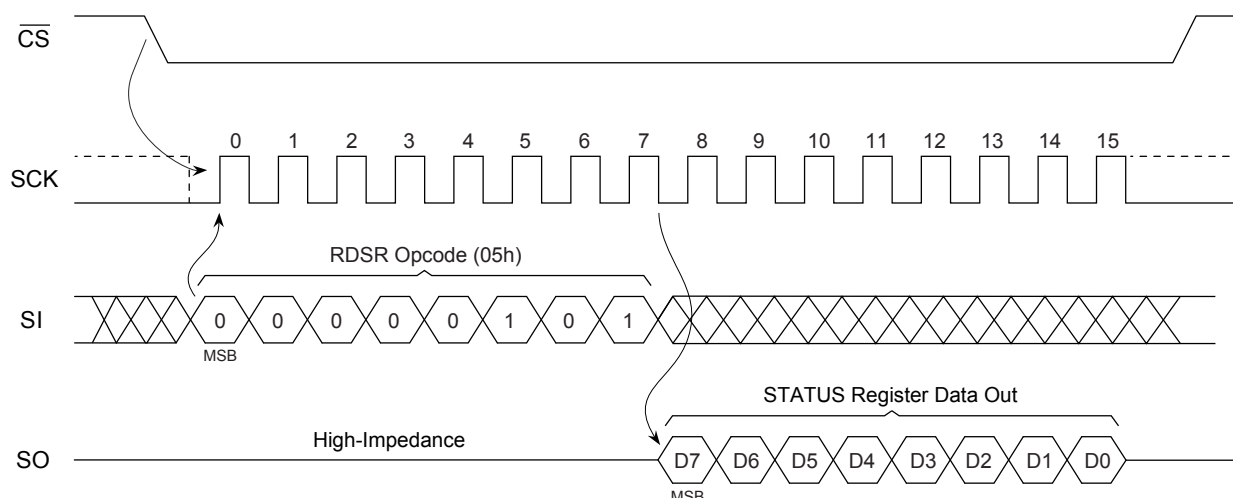 CS
0 1 2 3 4 5 6 7 8 9 10 11 12 13 14 15
SCK
RDSR Opcode (05h)
SI 0 0 0 0 0 1 0 1
MSB
STATUS Register Data Out
High-Impedance
SO D7 D6 D5 D4 D3 D2 D1 D0
MSB